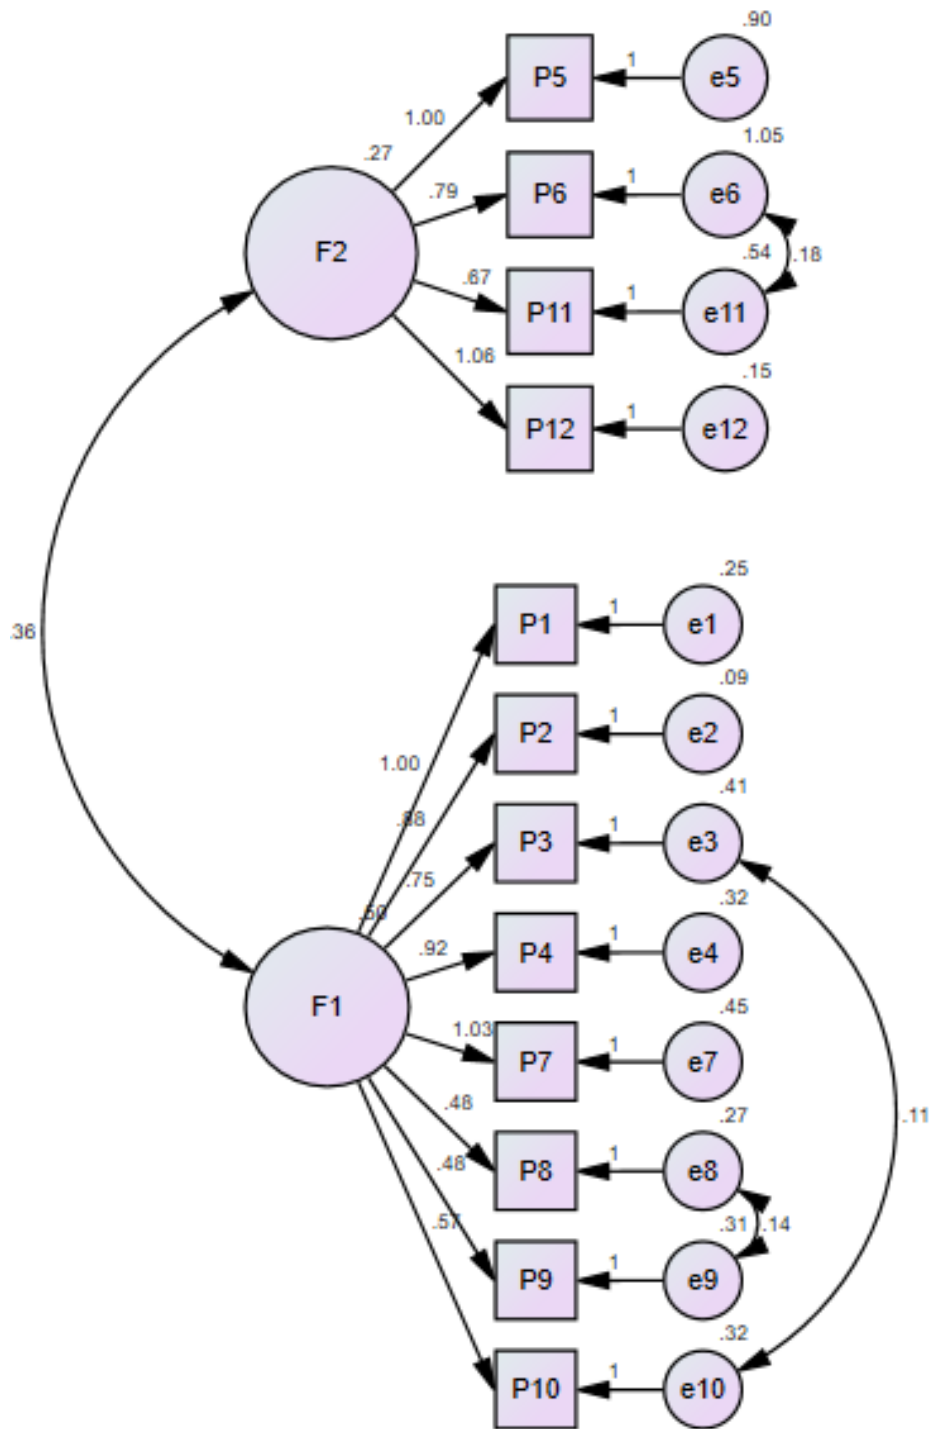 .90
P5
1
e5
1.00
.27
1.05
.79
P6
1
e6
F2
.54
.18
.67
P11
1
e11
1.06
.15
P12
1
e12
.36
.25
P1
1
e1
.09
P2
1
e2
1.00
.41
.88
P3
1
e3
.75
.50
.32
.92
P4
1
e4
F1
.45
1.03
P7
1
e7
.48
.27
.11
P8
1
e8
.48
.31
.14
.57
P9
1
e9
.32
P10
1
e10